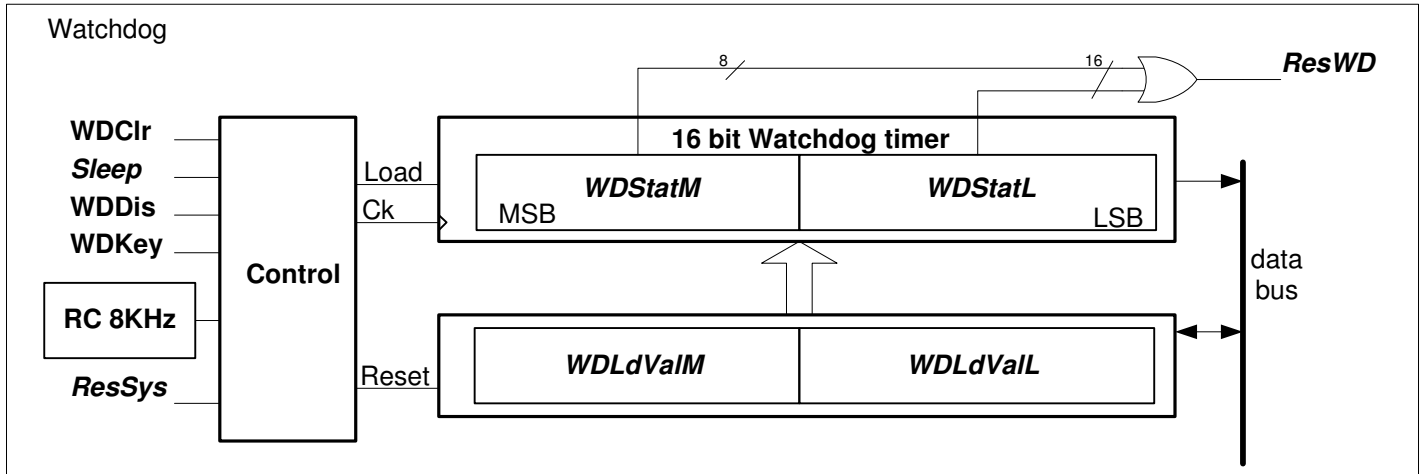 Watchdog
8
16
ResWD
WDClr
Sleep
WDDis
WDKey
RC 8KHz
ResSys
Control
Load
Ck
Reset
16 bit Watchdog timer
WDStatM
WDStatL
MSB
LSB
WDLdValM
WDLdValL
data
bus